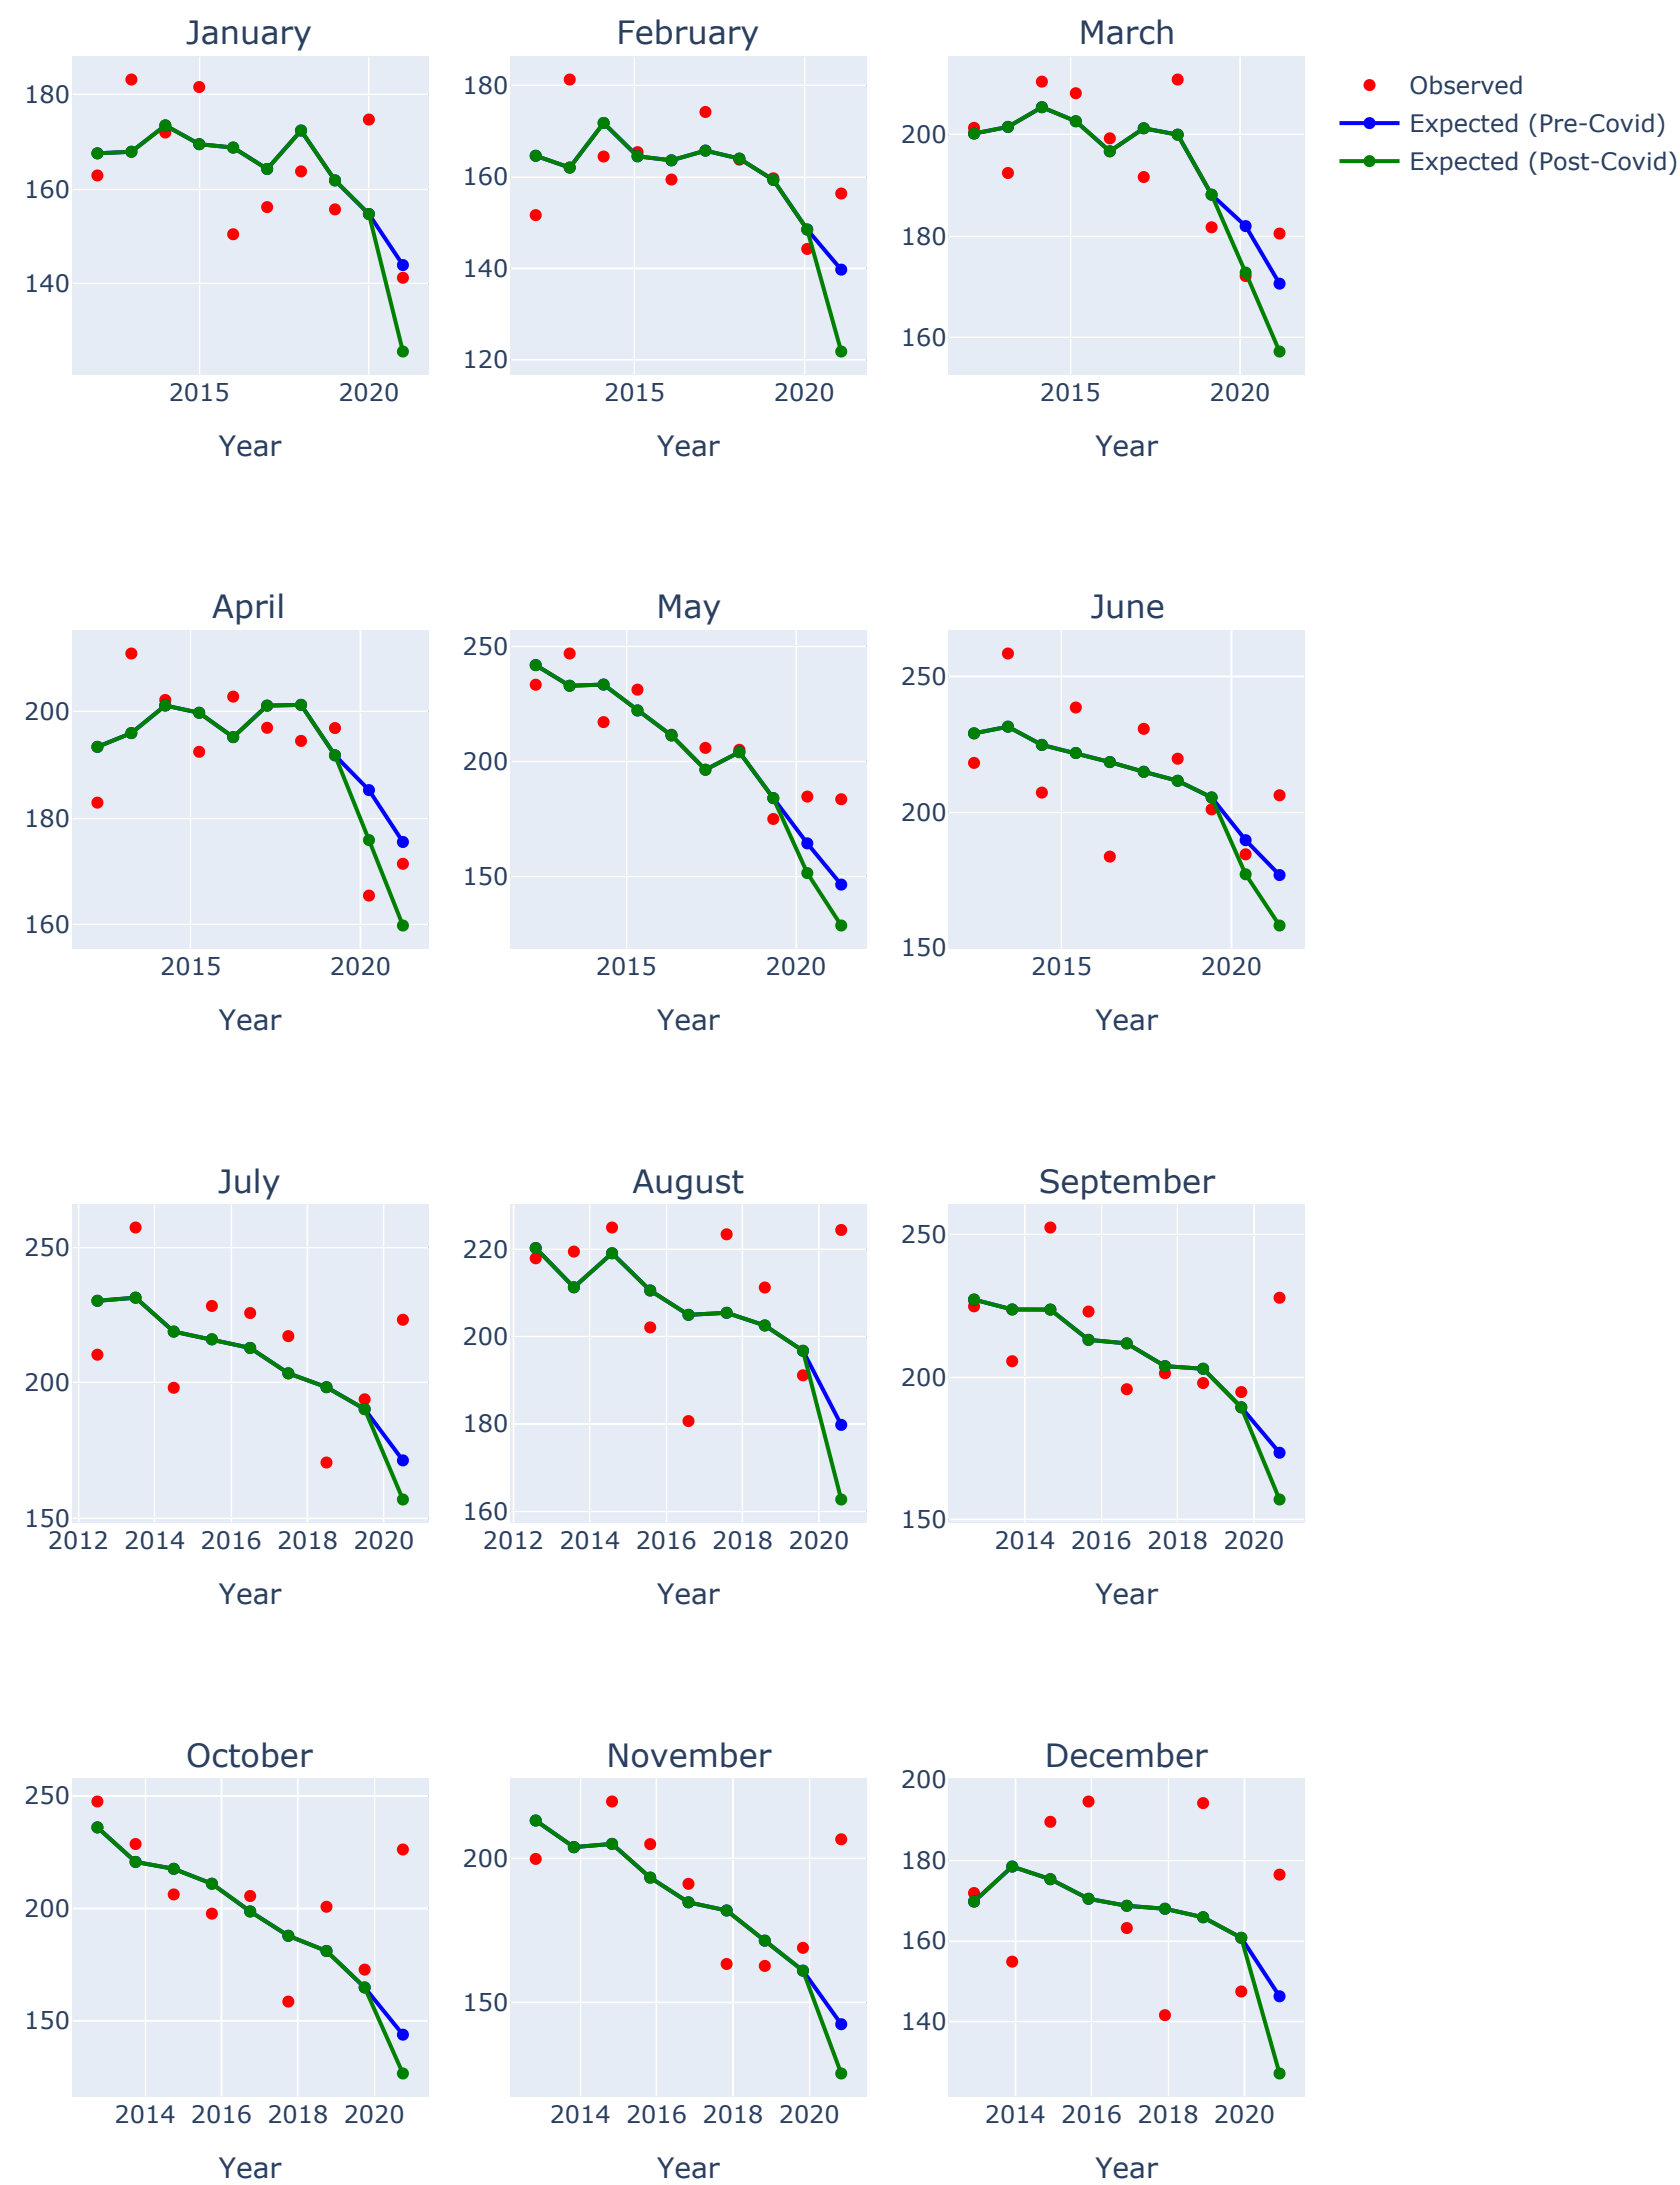 January
February
March
Observed
Expected (Pre-Covid)
Expected (Post-Covid)
180
160
140
2015
2020
Year
180
160
140
120
2015
2020
Year
200
180
160
2015
2020
Year
April
May
June
200
180
160
2015
2020
Year
250
200
150
2015
2020
Year
250
200
150
2015
2020
Year
July
August
September
250
200
150
2012 2014 2016 2018 2020
Year
220
200
180
160
2012 2014 2016 2018 2020
Year
250
200
150
2014 2016 2018 2020
Year
October
November
December
250
200
150
2014 2016 2018 2020
Year
200
150
2014 2016 2018 2020
Year
200
180
160
140
2014 2016 2018 2020
Year